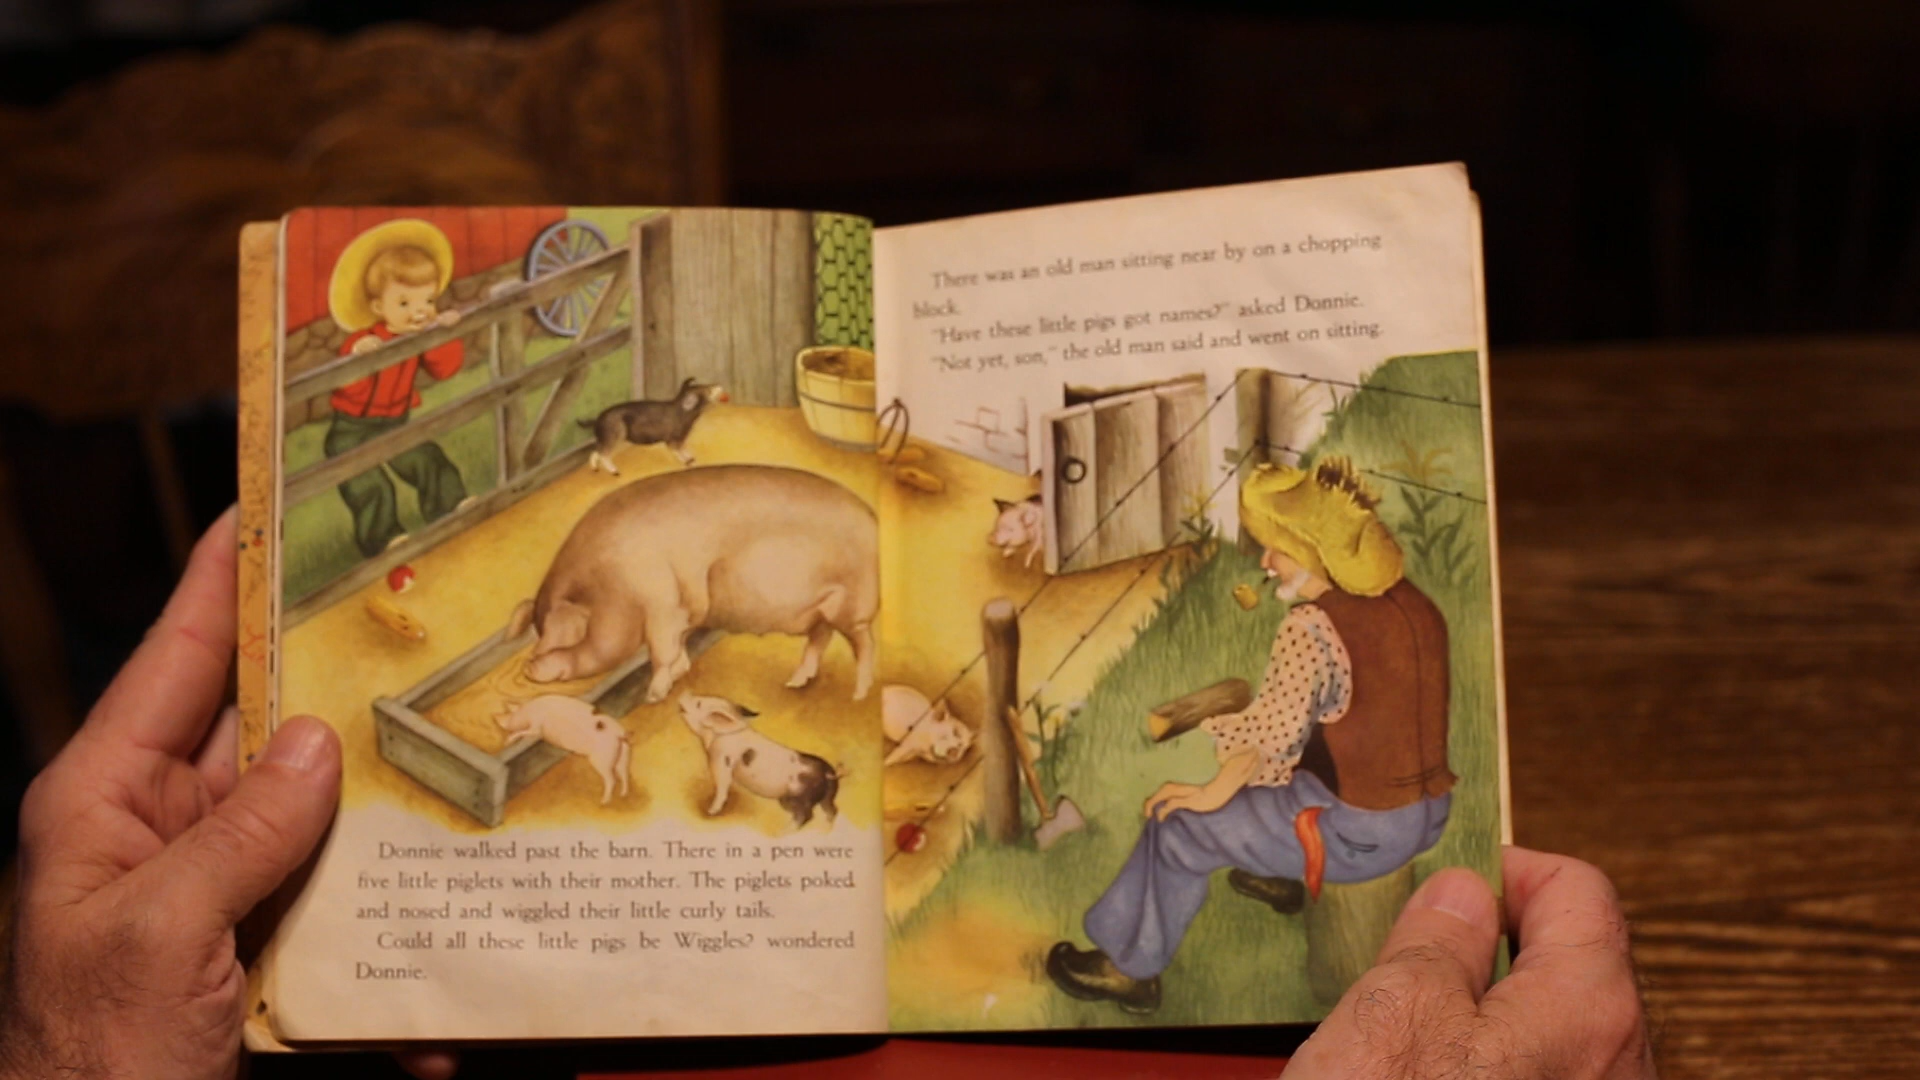 Donnie walked past the barn. There in a pen were
five little piglets with their mother. The piglets poked
and nosed and wiggled their little curly tails.
Could all these little pigs be Wiggles? wondered
Donnie.
There was an old man sitting near by on a chopping
block.
"Have these little pigs got names?" asked Donnie.
"Not yet, son," the old man said and went on sitting.